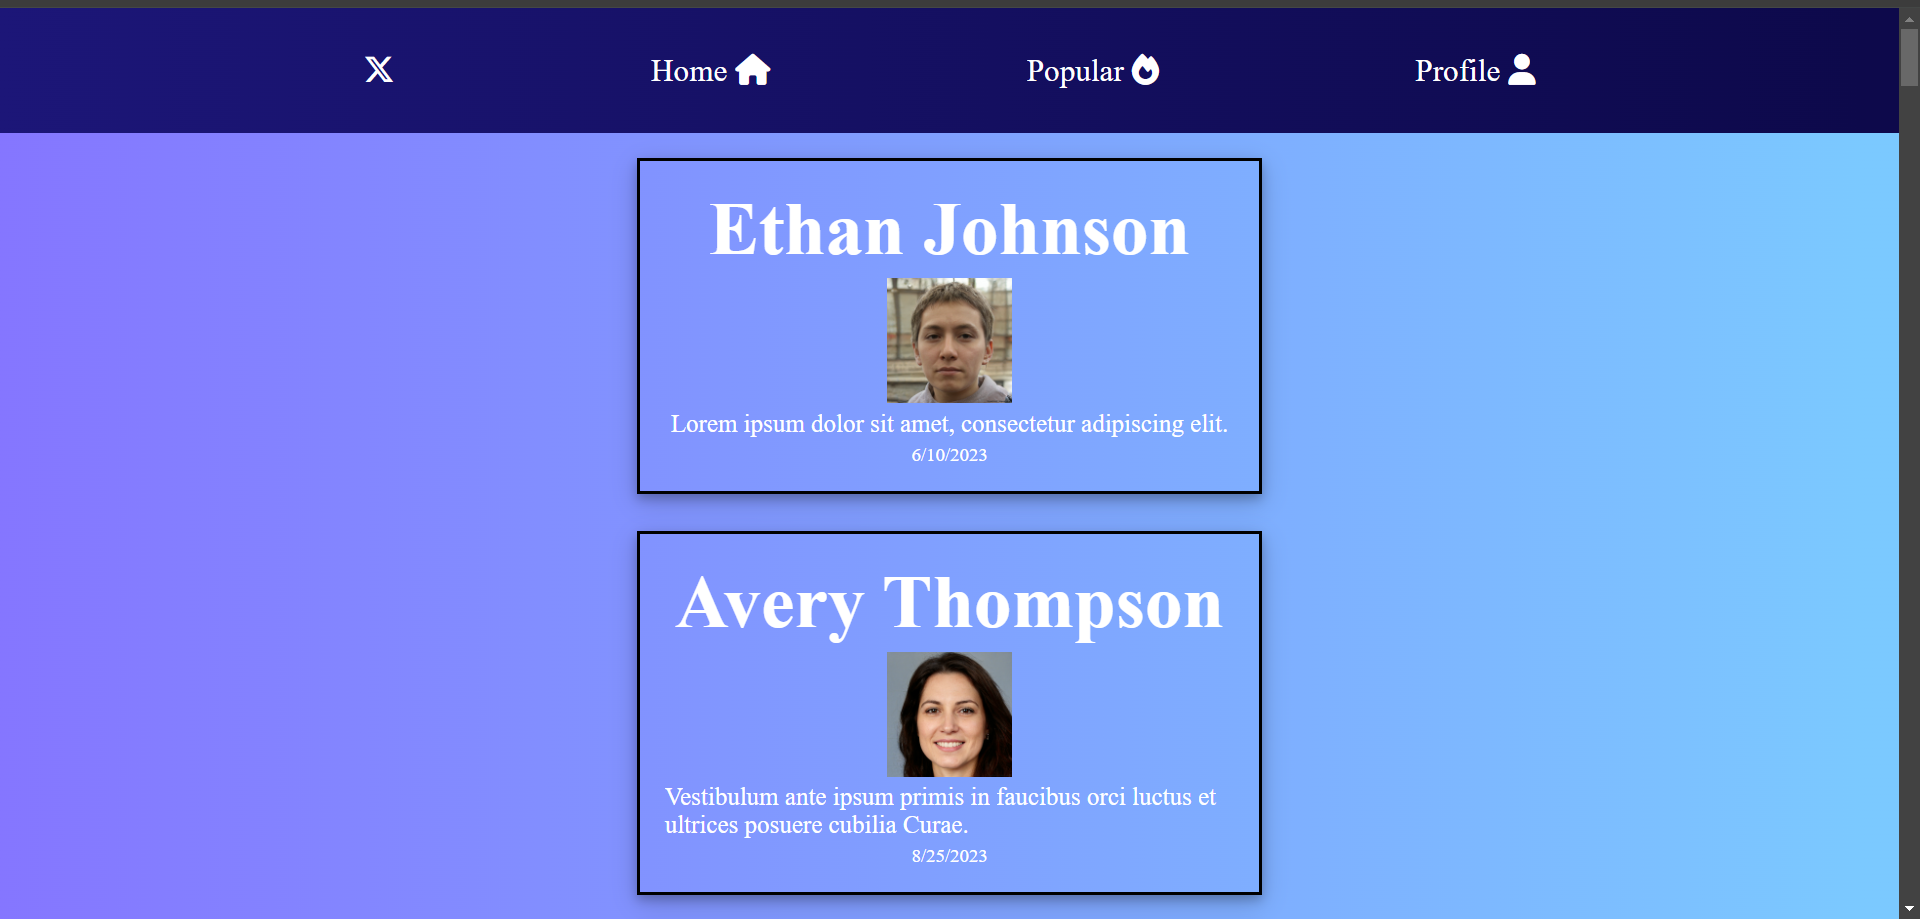 Home
Popular
Profile
Ethan Johnson
Lorem ipsum dolor sit amet, consectetur adipiscing elit.
6/10/2023
Avery Thompson
Vestibulum ante ipsum primis in faucibus orci luctus et
ultrices posuere cubilia Curae.
8/25/2023